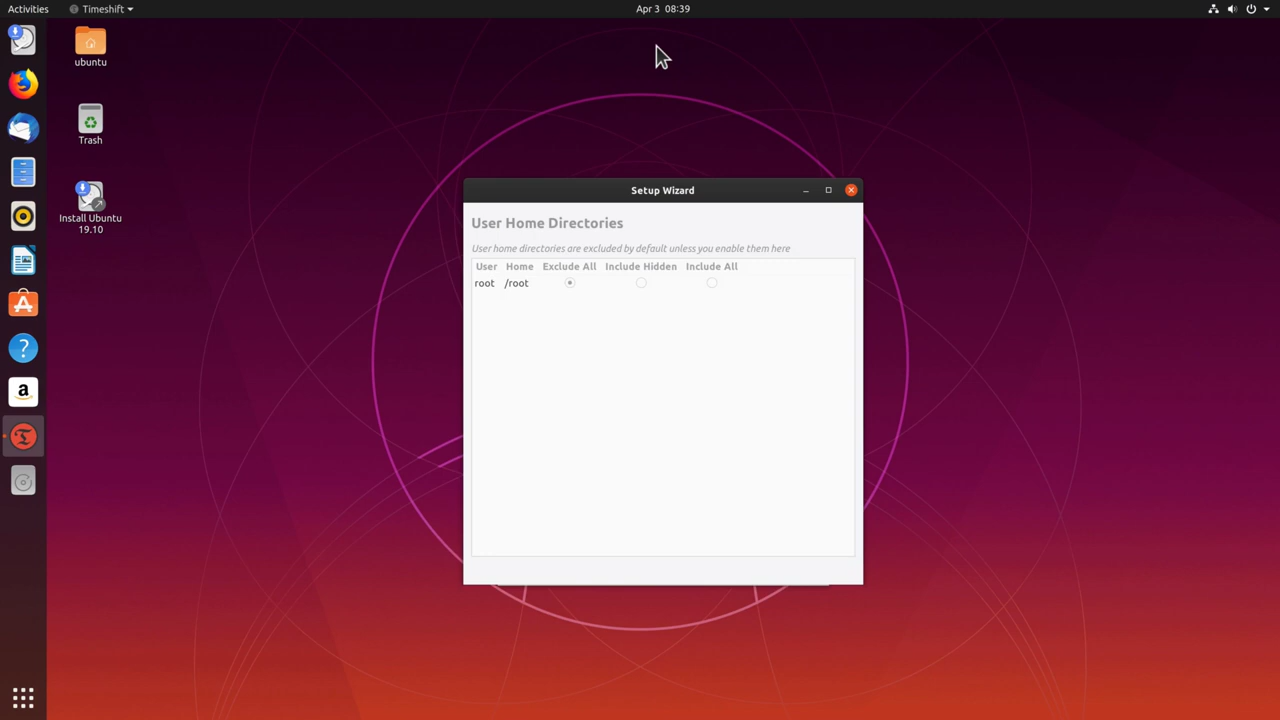 Activities
Timeshift
Apr 3 08:39
ubuntu
Trash
Install Ubuntu
19.10
Setup Wizard
User Home Directories
User home directories are excluded by default unless you enable them here
User Home Exclude All Include Hidden Include All
root /root